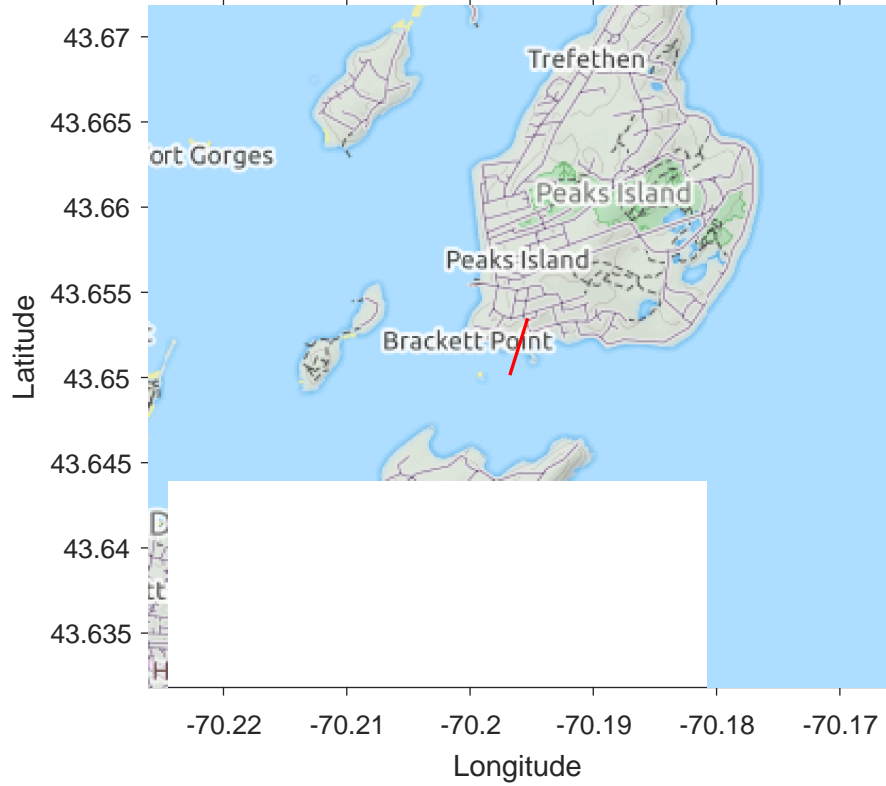 43.67
Trefethen
43.665
ort Gorges
Peaks Island
43.66
Peaks Island
43.655
Brackett Point
43.65
43.645
D
43.64
tt
43.635
H
-70.22
-70.21
-70.2
-70.19
-70.18
-70.17
Latitude
Longitude